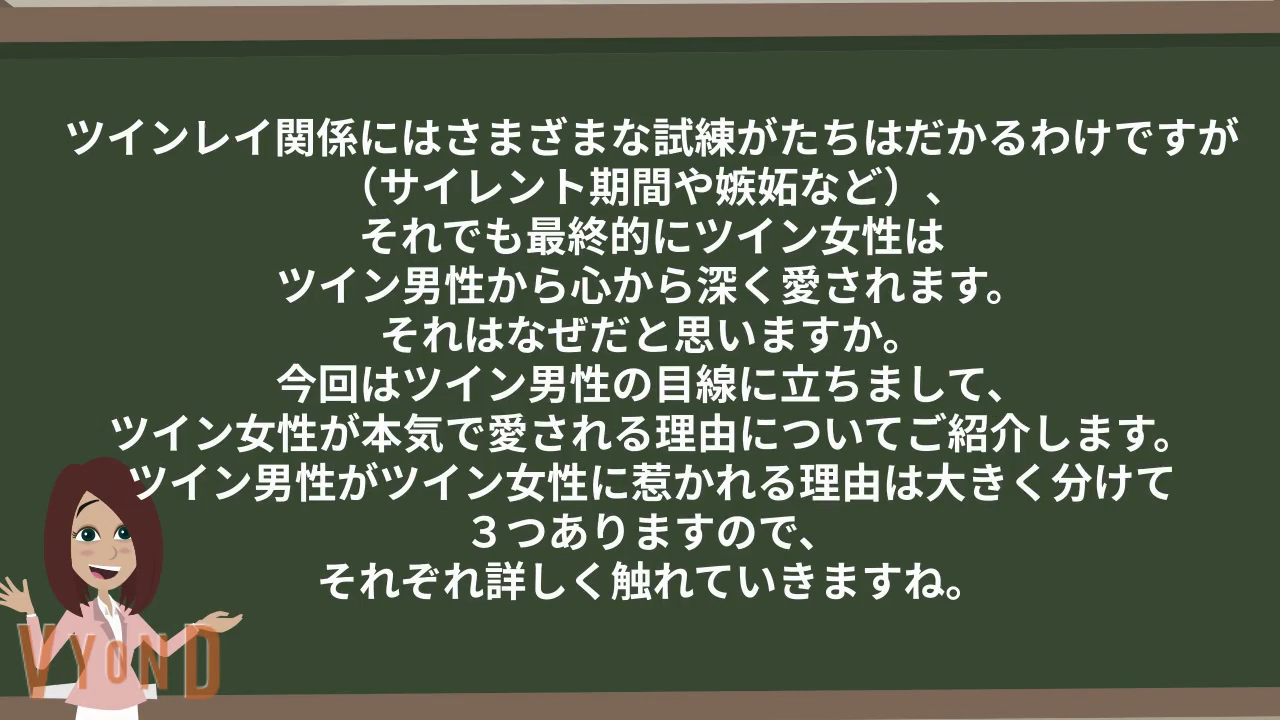 ツインレイ関係にはさまざまな試練がたちはだかるわけですが
（サイレント期間や嫉妬など）、
それでも最終的にツイン女性は
ツイン男性から心から深く愛されます。
それはなぜだと思いますか。
今回はツイン男性の目線に立ちまして、
ツイン女性が本気で愛される理由についてご紹介します。
ツイン男性がツイン女性に惹かれる理由は大きく分けて
３つありますので、
それぞれ詳しく触れていきますね。
VYOND